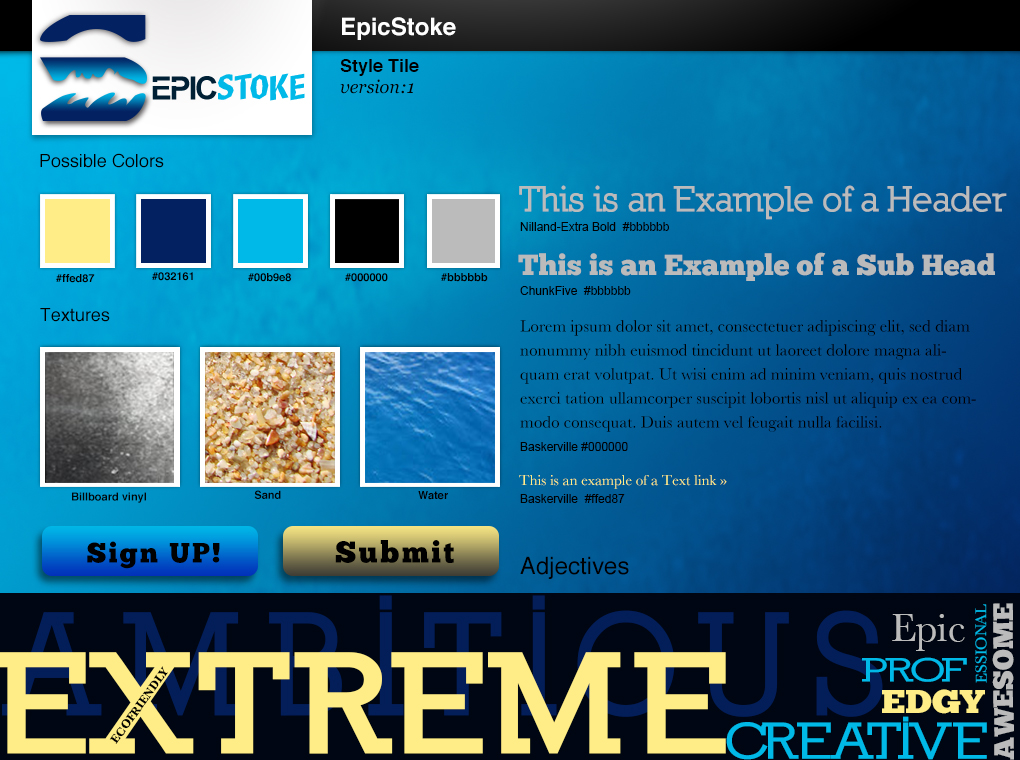 EPICSTOKE
EpicStoke
Style Tile
version:1
Possible Colors
#ffed87
#032161
#00b9e8
#000000
#bbbbbb
Textures
Billboard vinyl
Sand
Water
Sign UP!
Submit
This is an Example of a Header
Nilland-Extra Bold #bbbbbb
This is an Example of a Sub Head
ChunkFive #bbbbbb
Lorem ipsum dolor sit amet, consectetuer adipiscing elit, sed diam
nonummy nibh euismod tincidunt ut laoreet dolore magna ali-
quam erat volutpat. Ut wisi enim ad minim veniam, quis nostrud
exerci tation ullamcorper suscipit lobortis nisl ut aliquip ex ea com-
modo consequat. Duis autem vel feugait nulla facilisi.
Baskerville #000000
This is an example of a Text link »
Baskerville #ffed87
Adjectives
AMBiTiOUS
EXTREME
ECOFRIENDLY
Epic
PROF
ESSIONAL
EDGY
CREATiVE
AWESOME